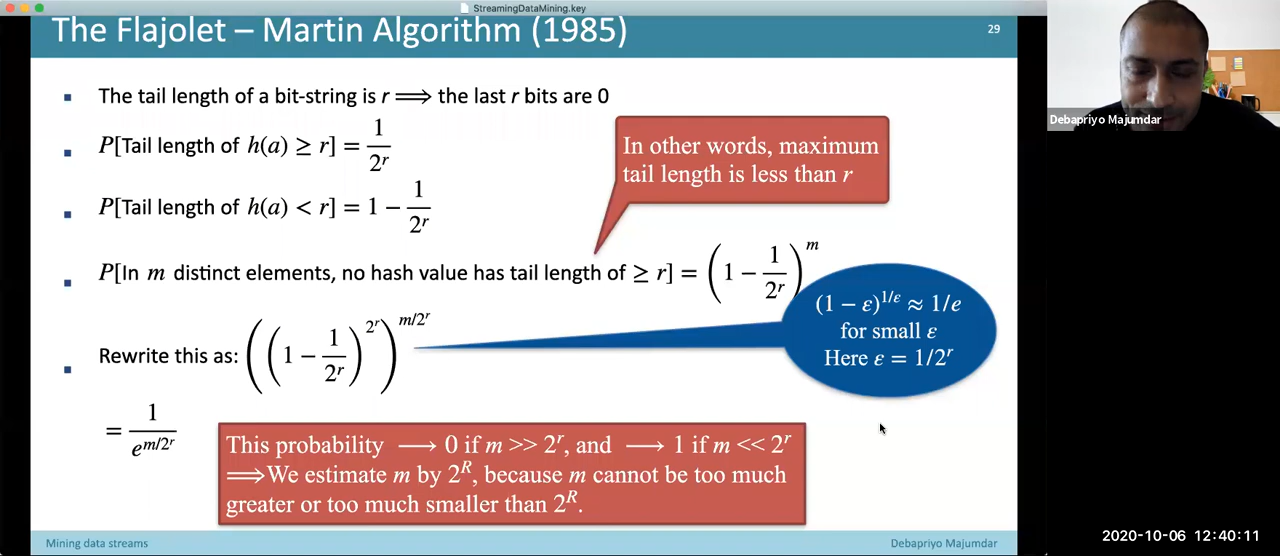 StreamingDataMining.key
The Flajolet – Martin Algorithm (1985)
29
▪ The tail length of a bit-string is r ⟹ the last r bits are 0
▪ P[Tail length of h(a) ≥ r] = 1/2^r
▪ P[Tail length of h(a) < r] = 1 − 1/2^r
In other words, maximum
tail length is less than r
▪ P[In m distinct elements, no hash value has tail length of ≥ r] = (1 − 1/2^r)^m
▪ Rewrite this as: ((1 − 1/2^r)^{2^r})^{m/2^r}
(1 − ε)^{1/ε} ≈ 1/e
for small ε
Here ε = 1/2^r
= 1/e^{m/2^r}
This probability ⟶ 0 if m >> 2^r, and ⟶ 1 if m << 2^r
⟹We estimate m by 2^R, because m cannot be too much
greater or too much smaller than 2^R.
Mining data streams
Debapriyo Majumdar
Debapriyo Majumdar
2020-10-06 12:40:11